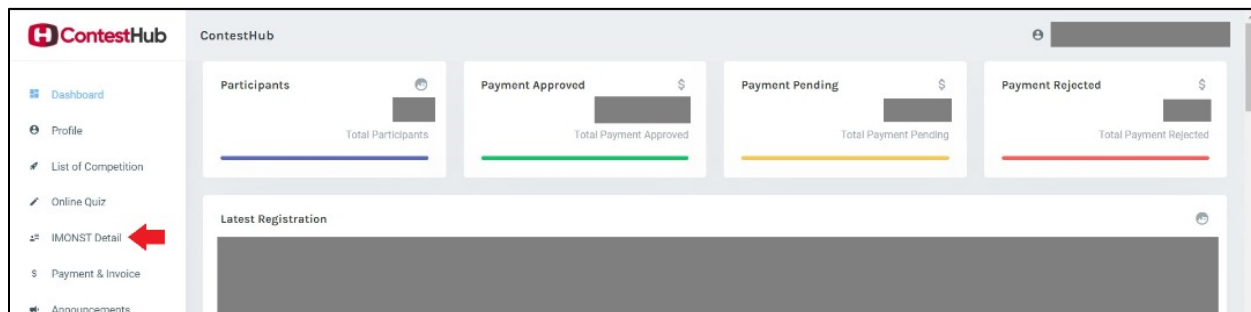 ContestHub
ContestHub
Dashboard
Profile
List of Competition
Online Quiz
IMONST Detail
Payment & Invoice
Announcements
Participants
Total Participants
Payment Approved
$
Total Payment Approved
Payment Pending
$
Total Payment Pending
Payment Rejected
$
Total Payment Rejected
Latest Registration